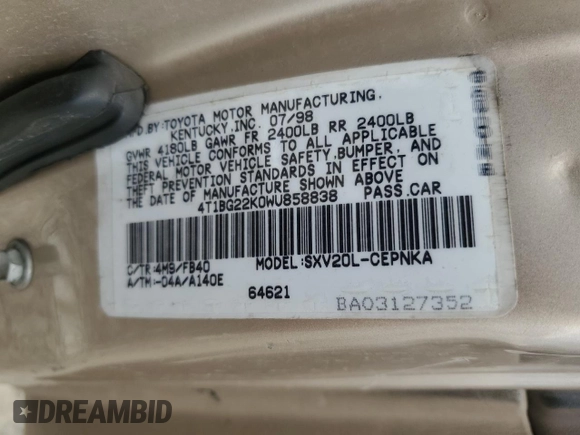 MFD.BY:TOYOTA MOTOR MANUFACTURING,
KENTUCKY,INC. 07/98
GVWR 4180LB GAWR FR 2400LB RR 2400LB
THIS VEHICLE CONFORMS TO ALL APPLICABLE
FEDERAL MOTOR VEHICLE SAFETY,BUMPER, AND
THEFT PREVENTION STANDARDS IN EFFECT ON
THE DATE OF MANUFACTURE SHOWN ABOVE
4T1BG22K0WU858838 PASS.CAR
C/TR:4M9/FB40 MODEL:SXV20L-CEPNKA
A/TM:-04A/A140E
64621
BA03127352
DREAMBID